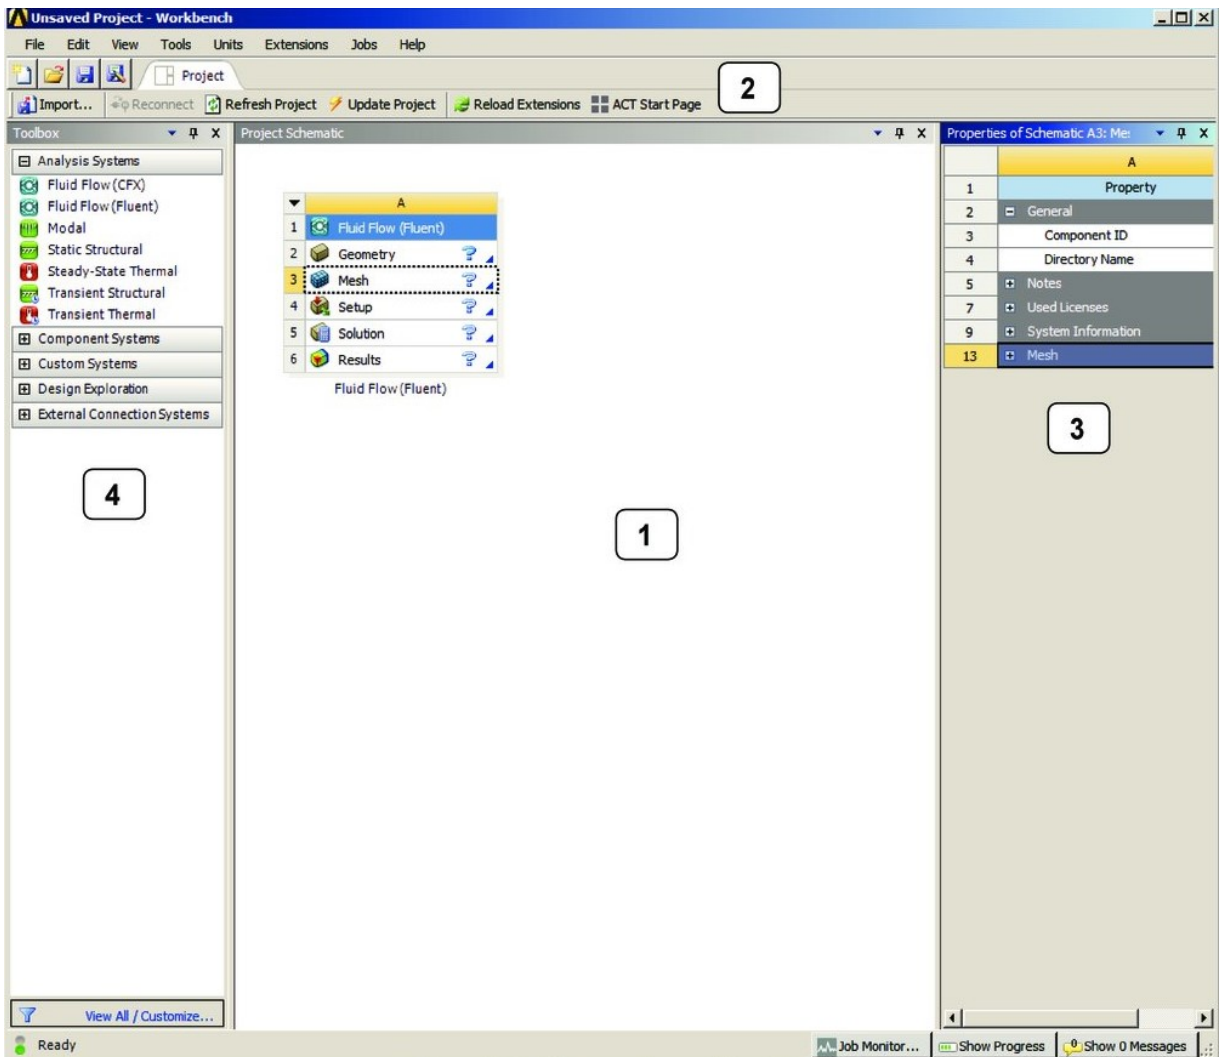 Unsaved Project - Workbench
File Edit View Tools Units Extensions Jobs Help
Project
Import... Reconnect Refresh Project Update Project Reload Extensions ACT Start Page
2
Toolbox
Analysis Systems
Fluid Flow (CFX)
Fluid Flow (Fluent)
Modal
Static Structural
Steady-State Thermal
Transient Structural
Transient Thermal
Component Systems
Custom Systems
Design Exploration
External Connection Systems
4
View All / Customize...
Project Schematic
A
1 Fluid Flow (Fluent)
2 Geometry ?
3 Mesh ?
4 Setup ?
5 Solution ?
6 Results ?
Fluid Flow (Fluent)
1
Properties of Schematic A3: Me
A
1 Property
2 General
3 Component ID
4 Directory Name
5 Notes
7 Used Licenses
9 System Information
13 Mesh
3
Ready
Job Monitor... Show Progress 0 Show 0 Messages